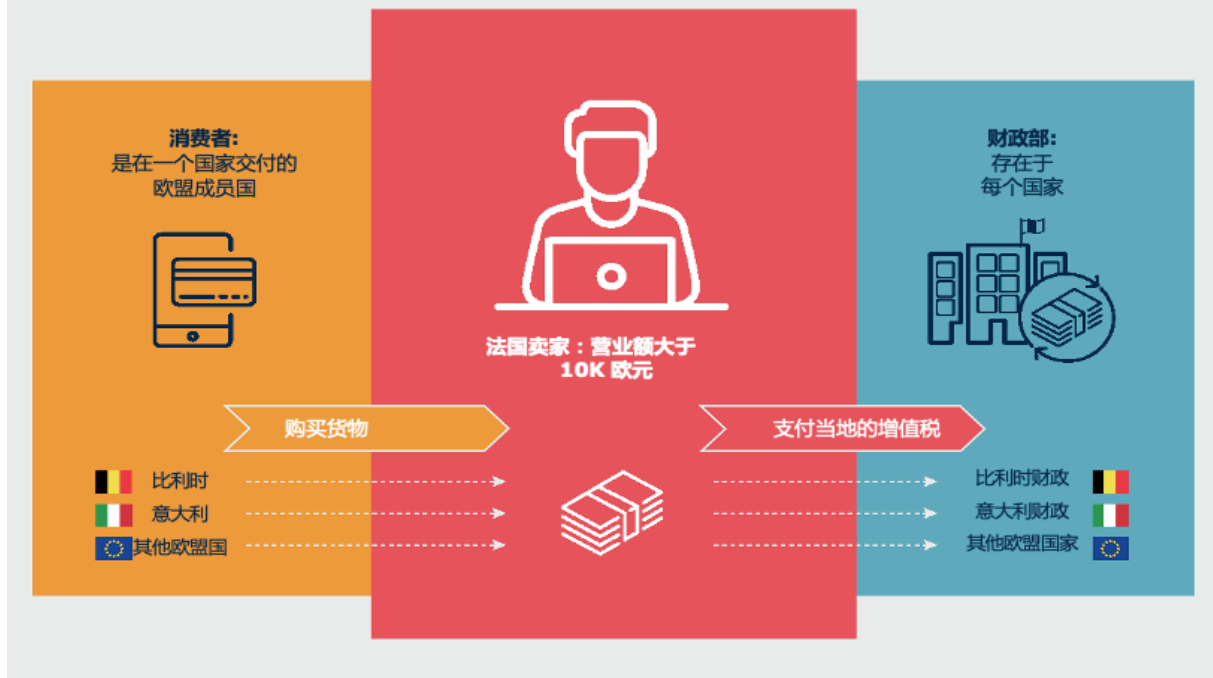 消费者:
是在一个国家交付的
欧盟成员国
法国卖家：营业额大于
10K 欧元
财政部:
存在于
每个国家
购买货物
支付当地的增值税
比利时
意大利
其他欧盟国
比利时财政
意大利财政
其他欧盟国家